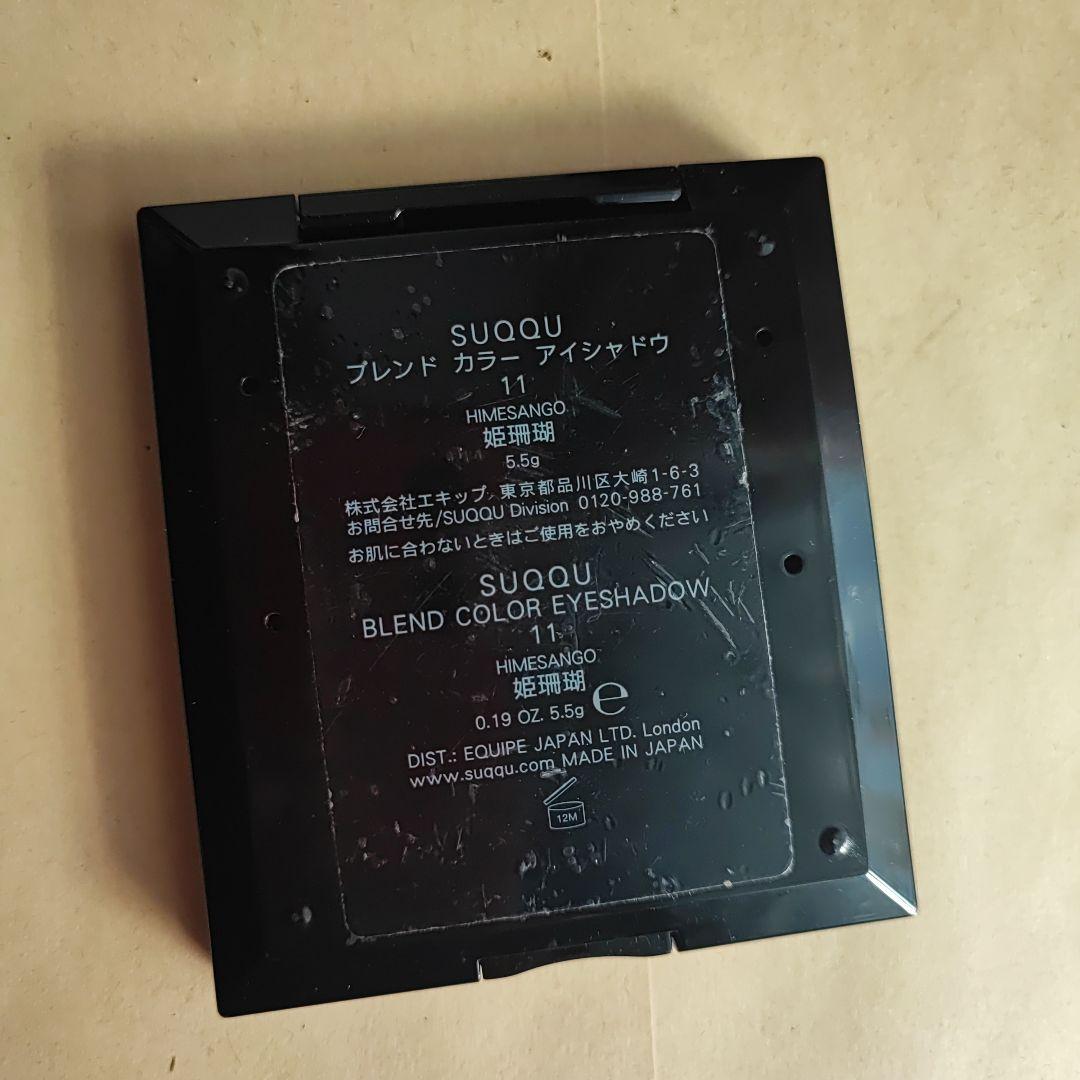 SUQQU
ブレンド カラー アイシャドウ
11
HIMESANGO
姫珊瑚
5.5g
株式会社エキップ 東京都品川区大崎1-6-3
お問合せ先/SUQQU Division 0120-988-761
お肌に合わないときはご使用をおやめください
SUQQU
BLEND COLOR EYESHADOW
11
HIMESANGO
姫珊瑚
0.19 OZ. 5.5g ℮
DIST.: EQUIPE JAPAN LTD. London
www.suqqu.com MADE IN JAPAN
12M